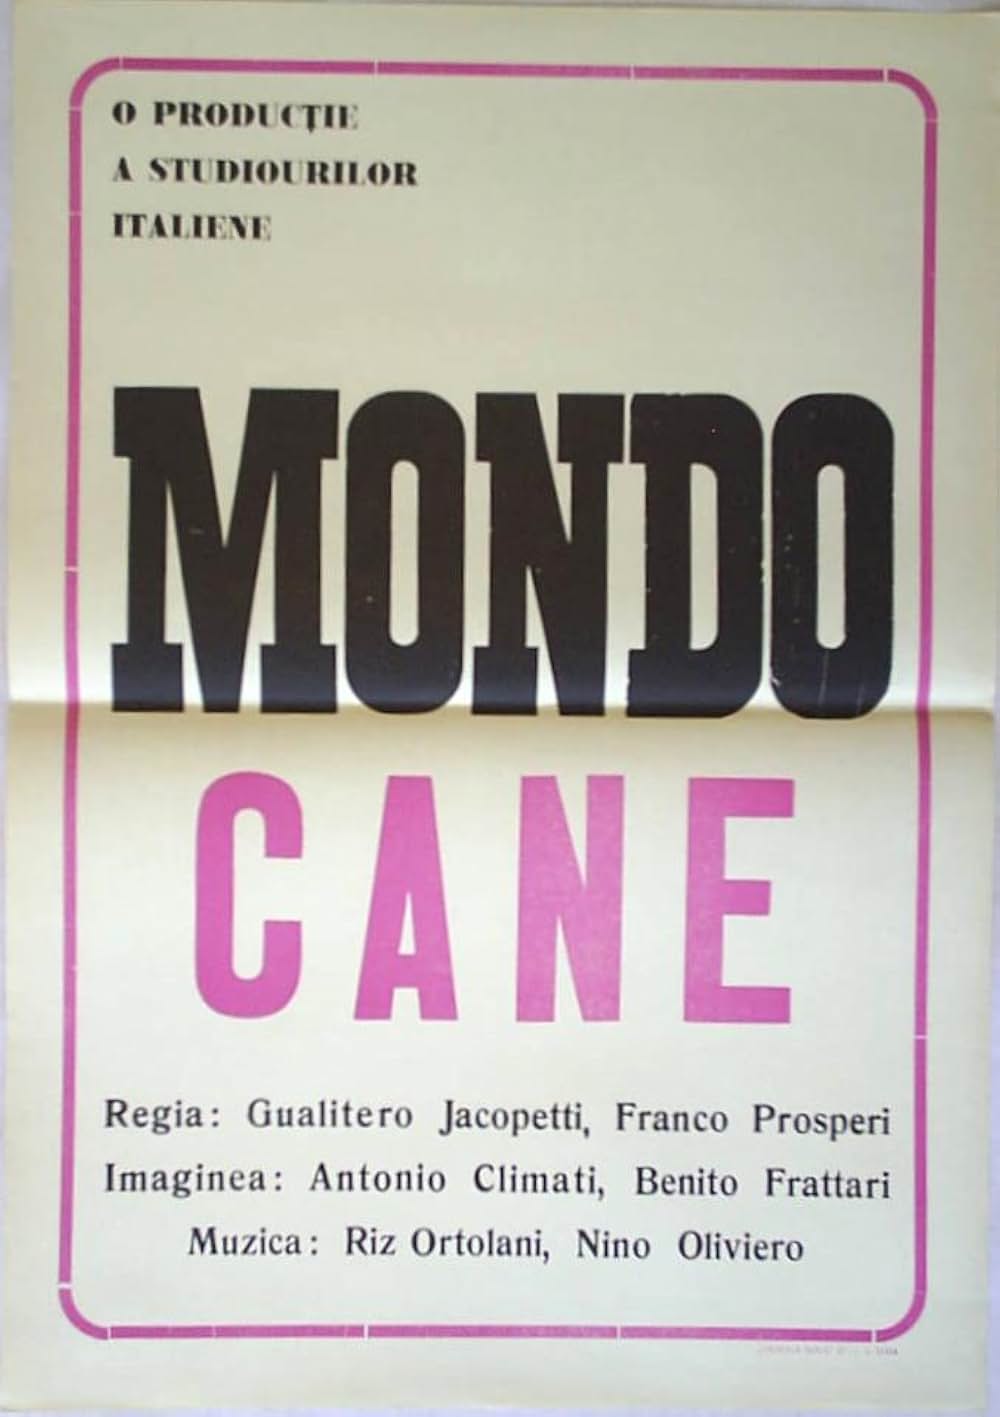 O PRODUCȚIE
A STUDIOURILOR
ITALIENE
MONDO
CANE
Regia: Gualitero Jacopetti, Franco Prosperi
Imaginea: Antonio Climati, Benito Frattari
Muzica: Riz Ortolani, Nino Oliviero